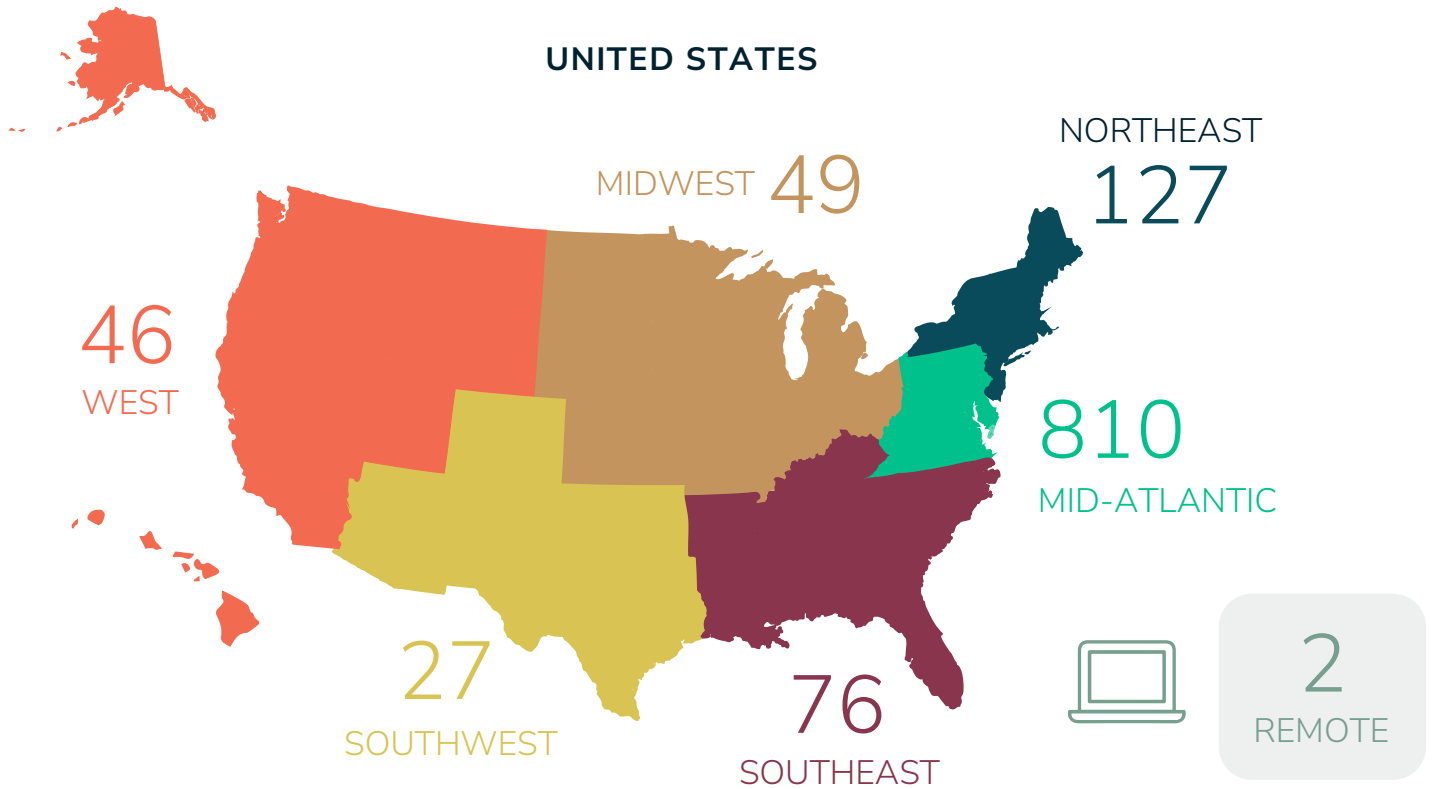 UNITED STATES
NORTHEAST
127
MIDWEST 49
46
WEST
810
MID-ATLANTIC
27
SOUTHWEST
76
SOUTHEAST
2
REMOTE